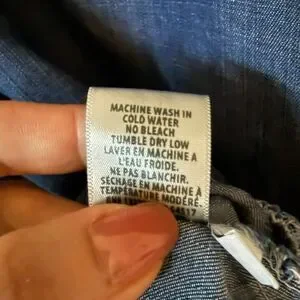 MACHINE WASH IN
COLD WATER
NO BLEACH
TUMBLE DRY LOW
LAVER EN MACHINE À
L'EAU FROIDE.
NE PAS BLANCHIR.
SÉCHAGE EN MACHINE À
TEMPÉRATURE MODÉRÉ.